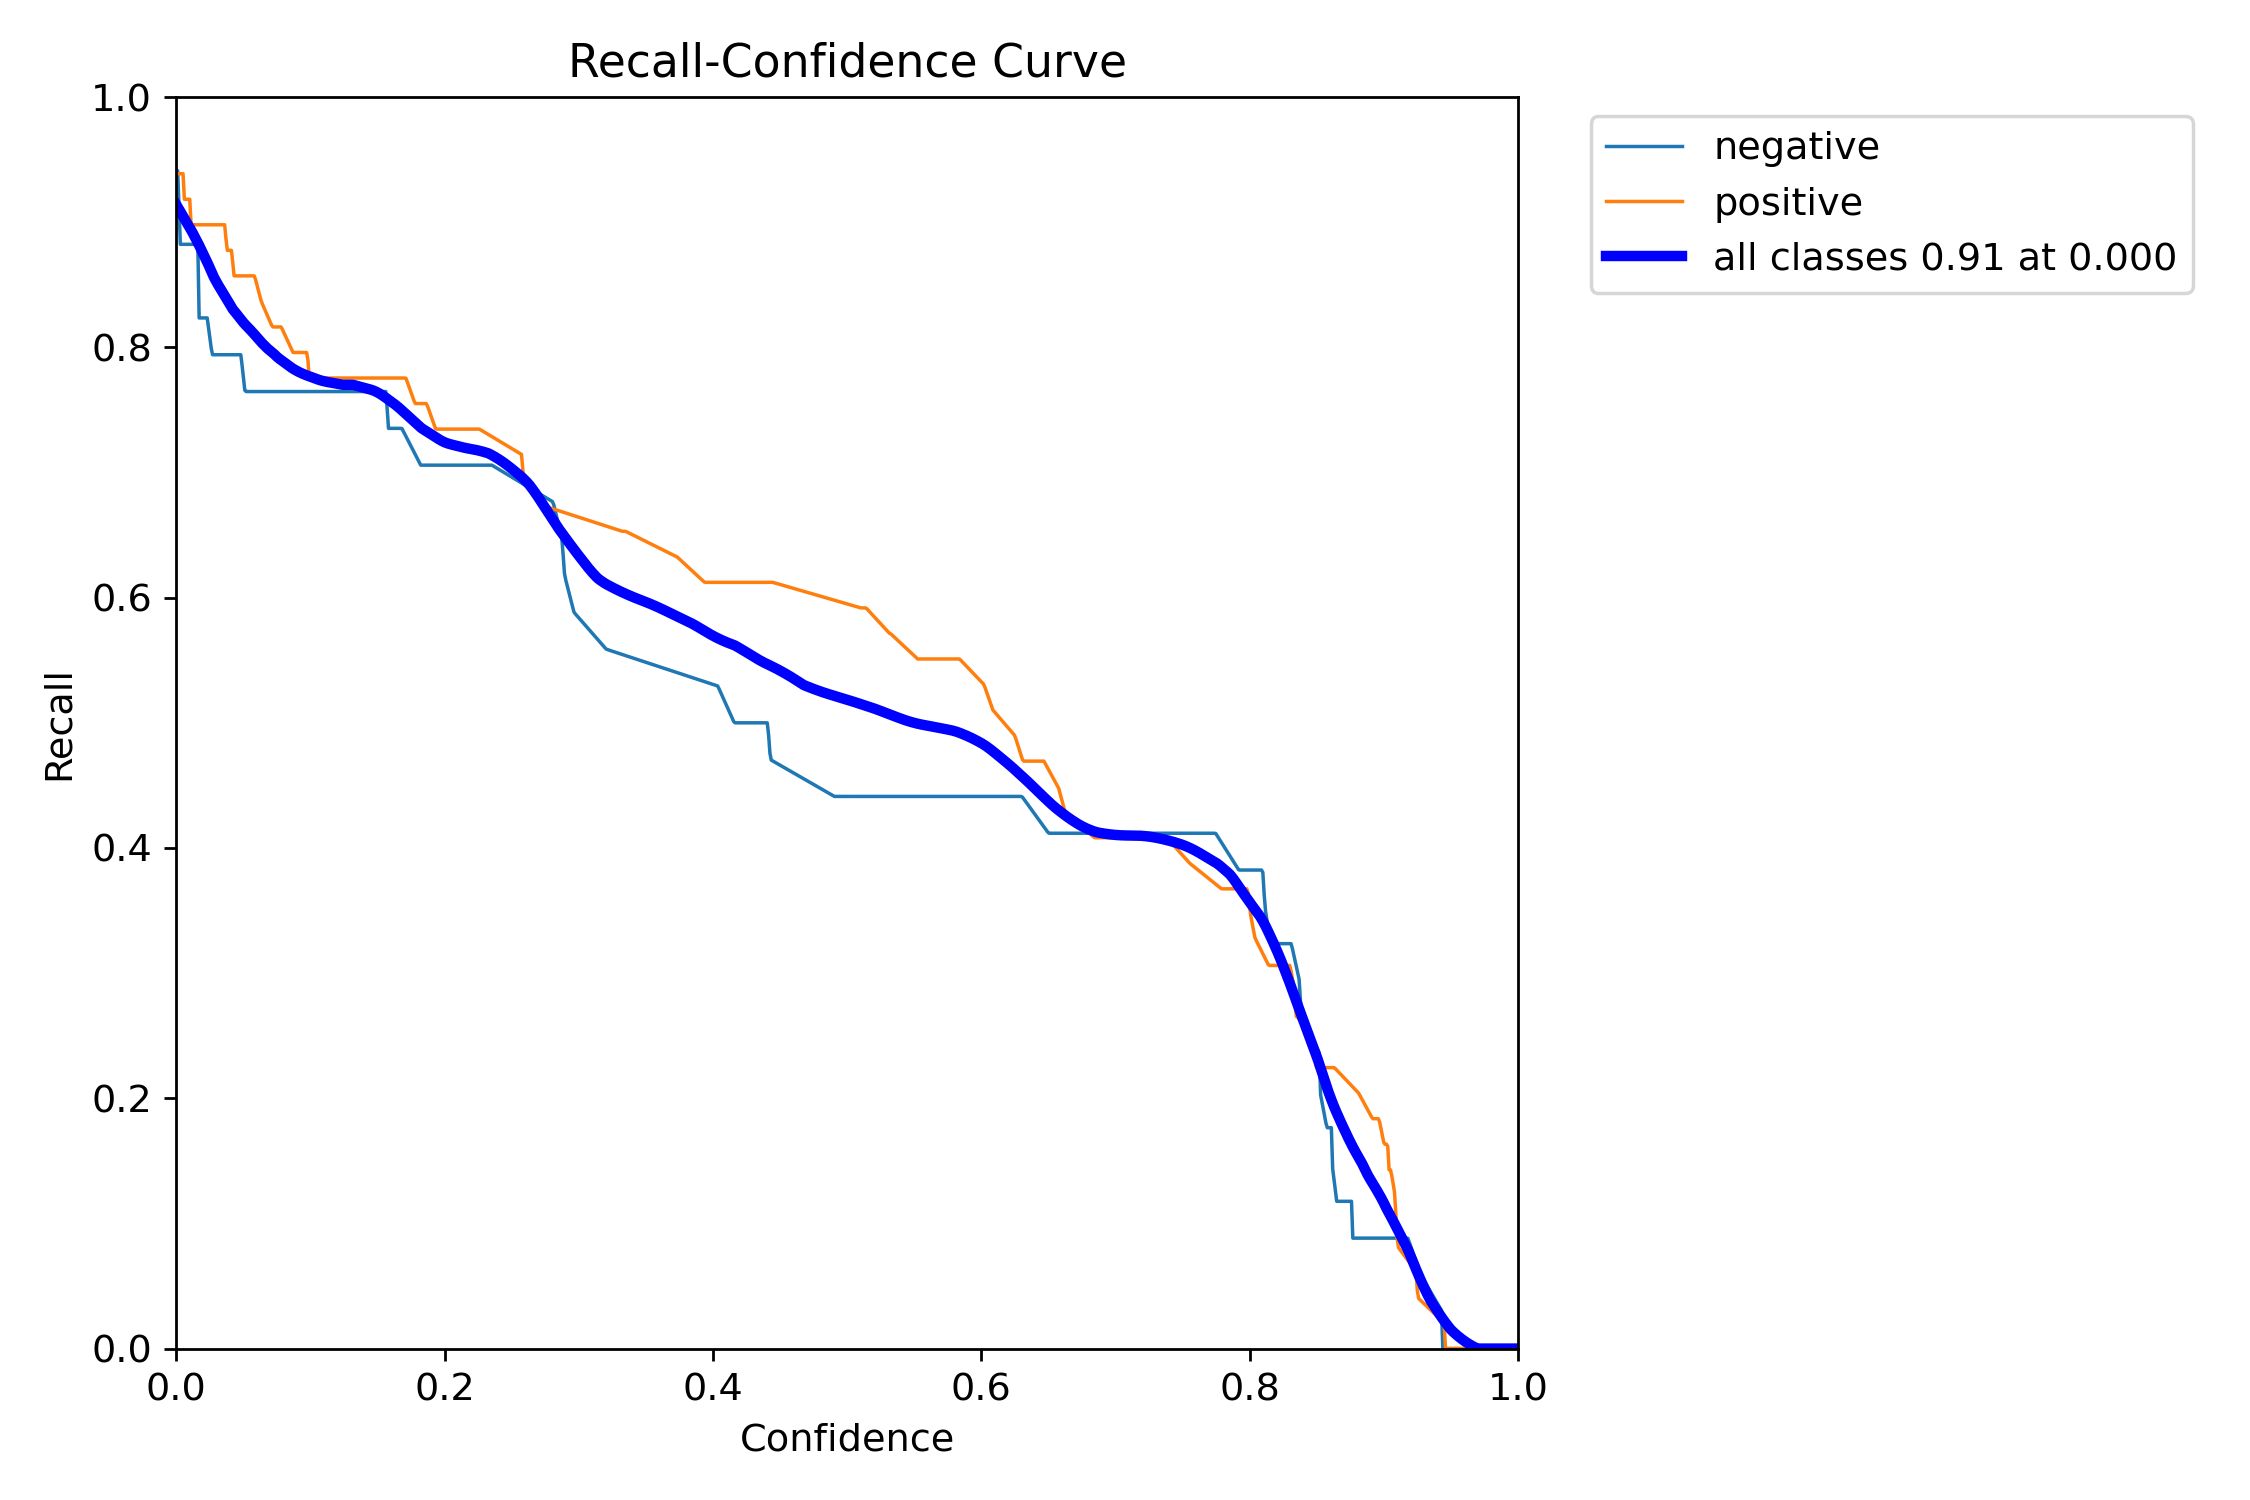 Recall-Confidence Curve
1.0
0.8
0.6
0.4
0.2
0.0
Recall
0.0 0.2 0.4 0.6 0.8 1.0
Confidence
negative
positive
all classes 0.91 at 0.000